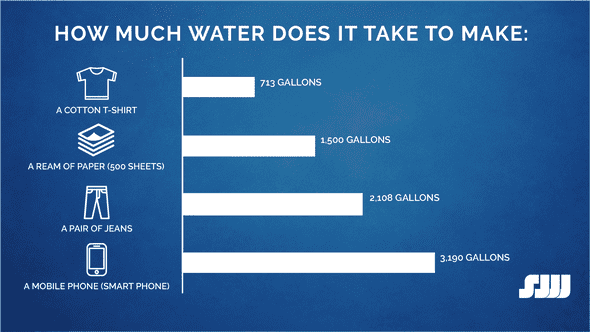 HOW MUCH WATER DOES IT TAKE TO MAKE:
A COTTON T-SHIRT
713 GALLONS
A REAM OF PAPER (500 SHEETS)
1,500 GALLONS
A PAIR OF JEANS
2,108 GALLONS
A MOBILE PHONE (SMART PHONE)
3,190 GALLONS
SJW